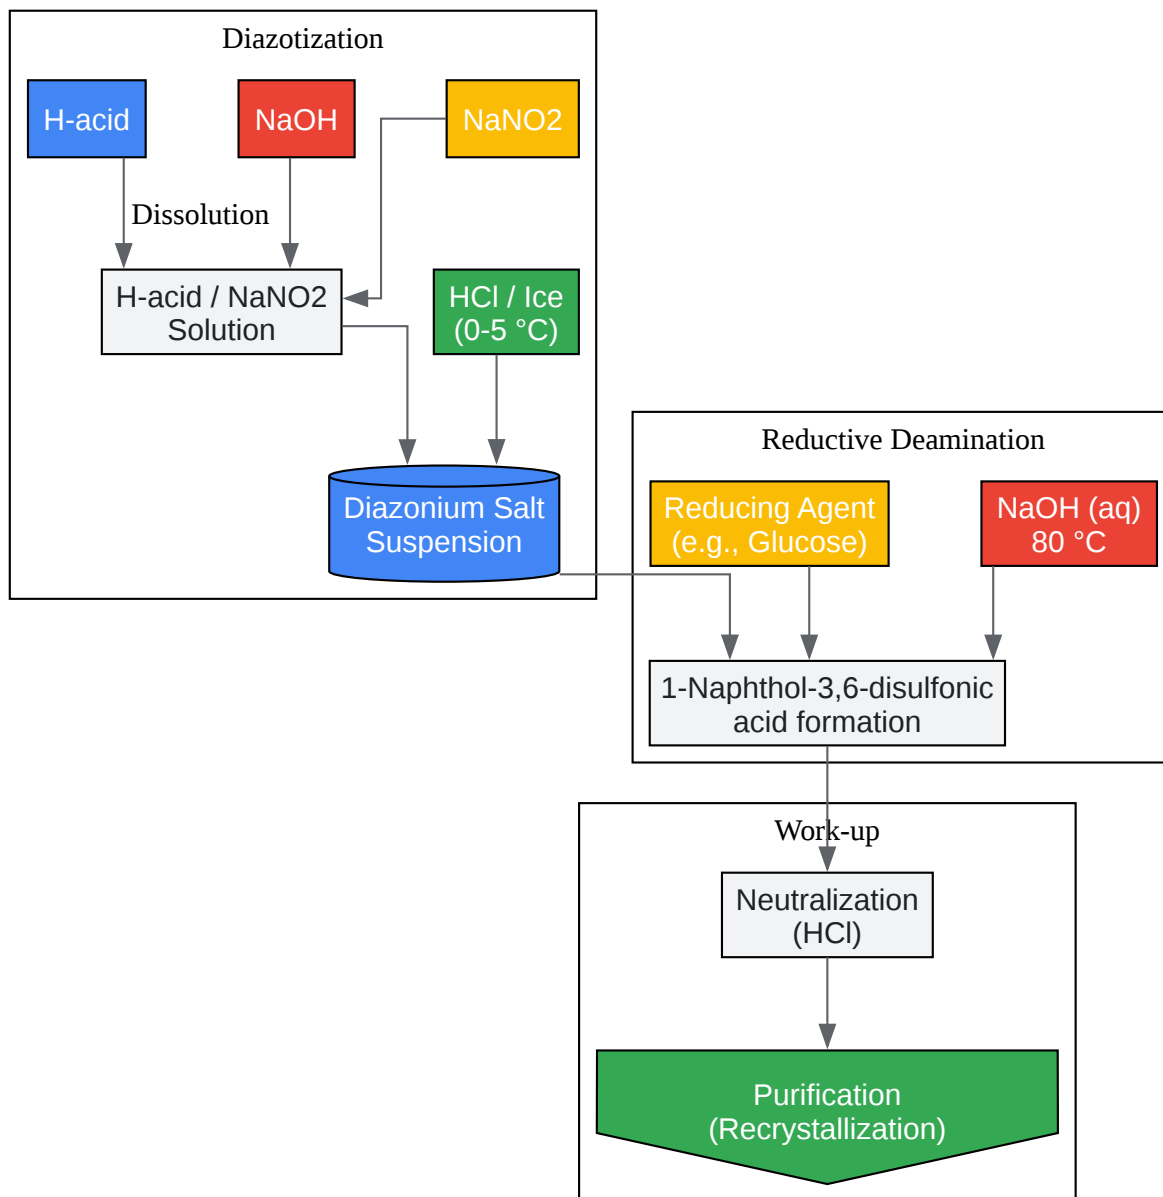 Diazotization
H-acid
NaOH
NaNO2
Dissolution
H-acid / NaNO2
Solution
HCl / Ice
(0-5 °C)
Diazonium Salt
Suspension
Reductive Deamination
Reducing Agent
(e.g., Glucose)
NaOH (aq)
80 °C
1-Naphthol-3,6-disulfonic
acid formation
Work-up
Neutralization
(HCl)
Purification
(Recrystallization)